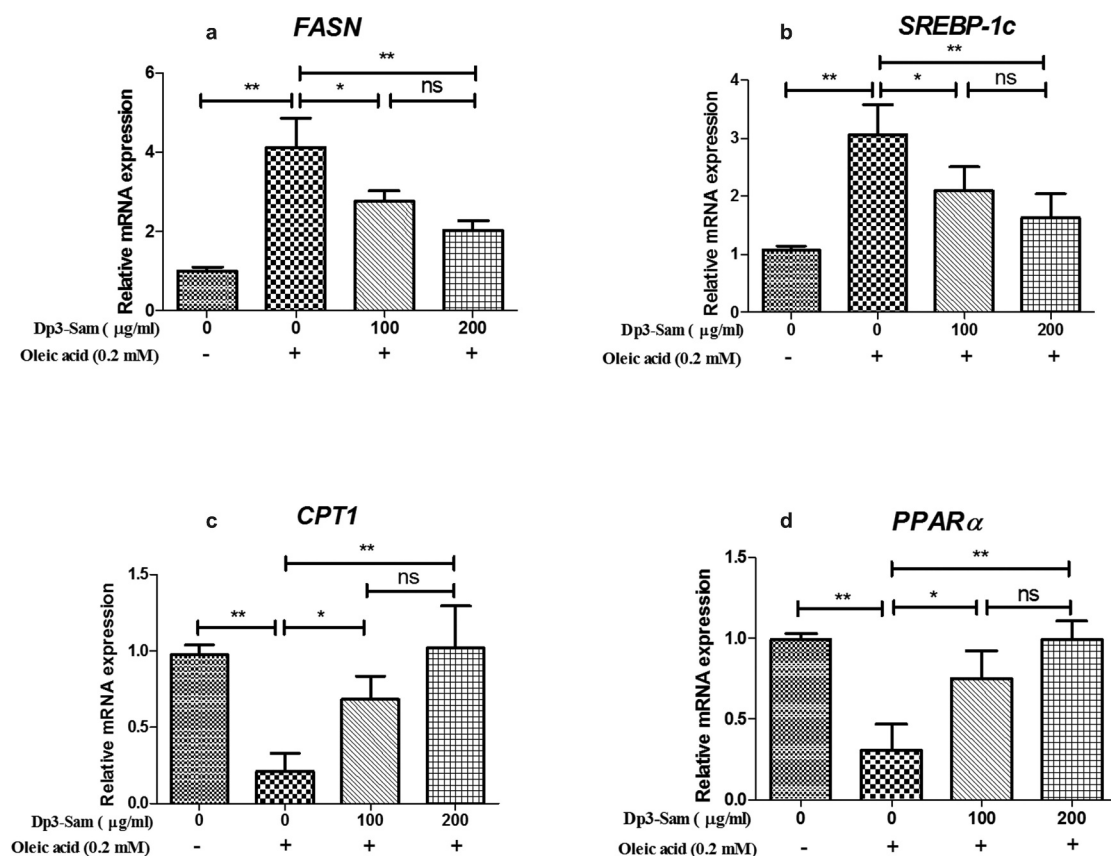 a FASN
**
** * ns
6
4
2
0
Relative mRNA expression
Dp3-Sam ( μg/ml) 0 0 100 200
Oleic acid (0.2 mM) - + + +
b SREBP-1c
**
** * ns
4
3
2
1
0
Relative mRNA expression
Dp3-Sam ( μg/ml) 0 0 100 200
Oleic acid (0.2 mM) - + + +
c CPT1
**
ns
** *
1.5
1.0
0.5
0.0
Relative mRNA expression
Dp3-Sam ( μg/ml) 0 0 100 200
Oleic acid (0.2 mM) - + + +
d PPARα
**
** * ns
1.5
1.0
0.5
0.0
Relative mRNA expression
Dp3-Sam ( μg/ml) 0 0 100 200
Oleic acid (0.2 mM) - + + +